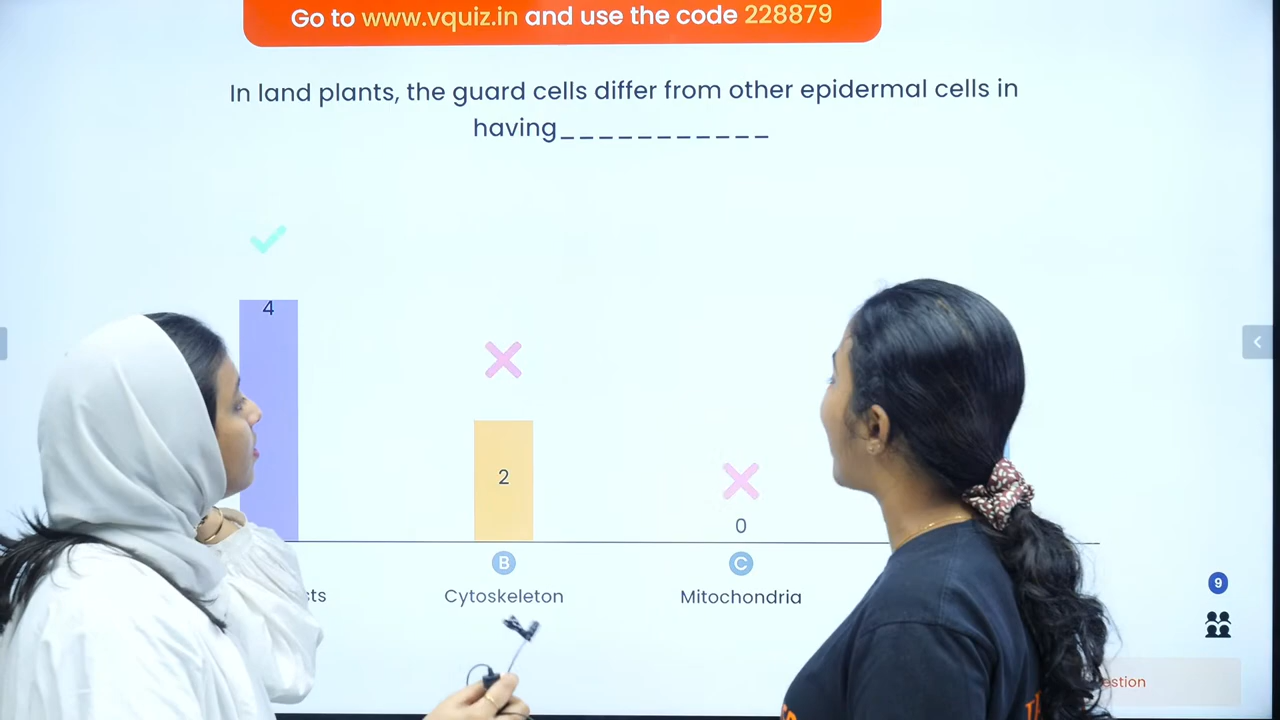 Go to www.vquiz.in and use the code 228879
In land plants, the guard cells differ from other epidermal cells in
having___________
4
2
0
B
C
Cytoskeleton
Mitochondria
9